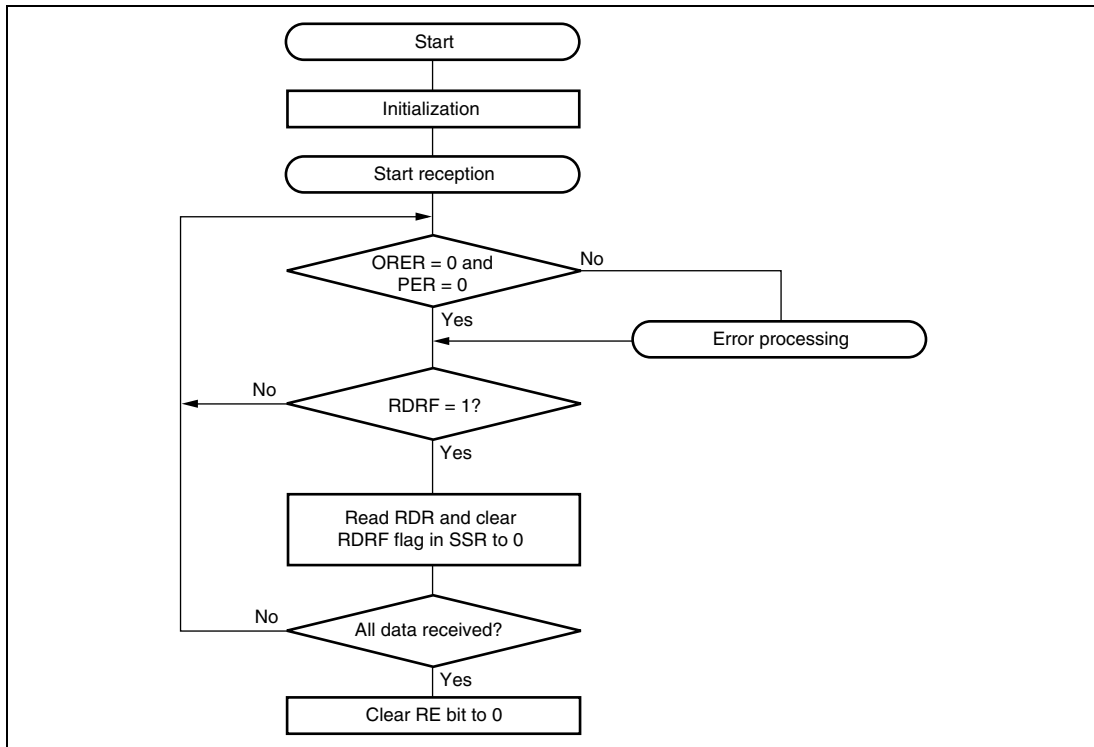 Start
Initialization
Start reception
ORER = 0 and
PER = 0
No
Yes
Error processing
No
RDRF = 1?
Yes
Read RDR and clear
RDRF flag in SSR to 0
No
All data received?
Yes
Clear RE bit to 0